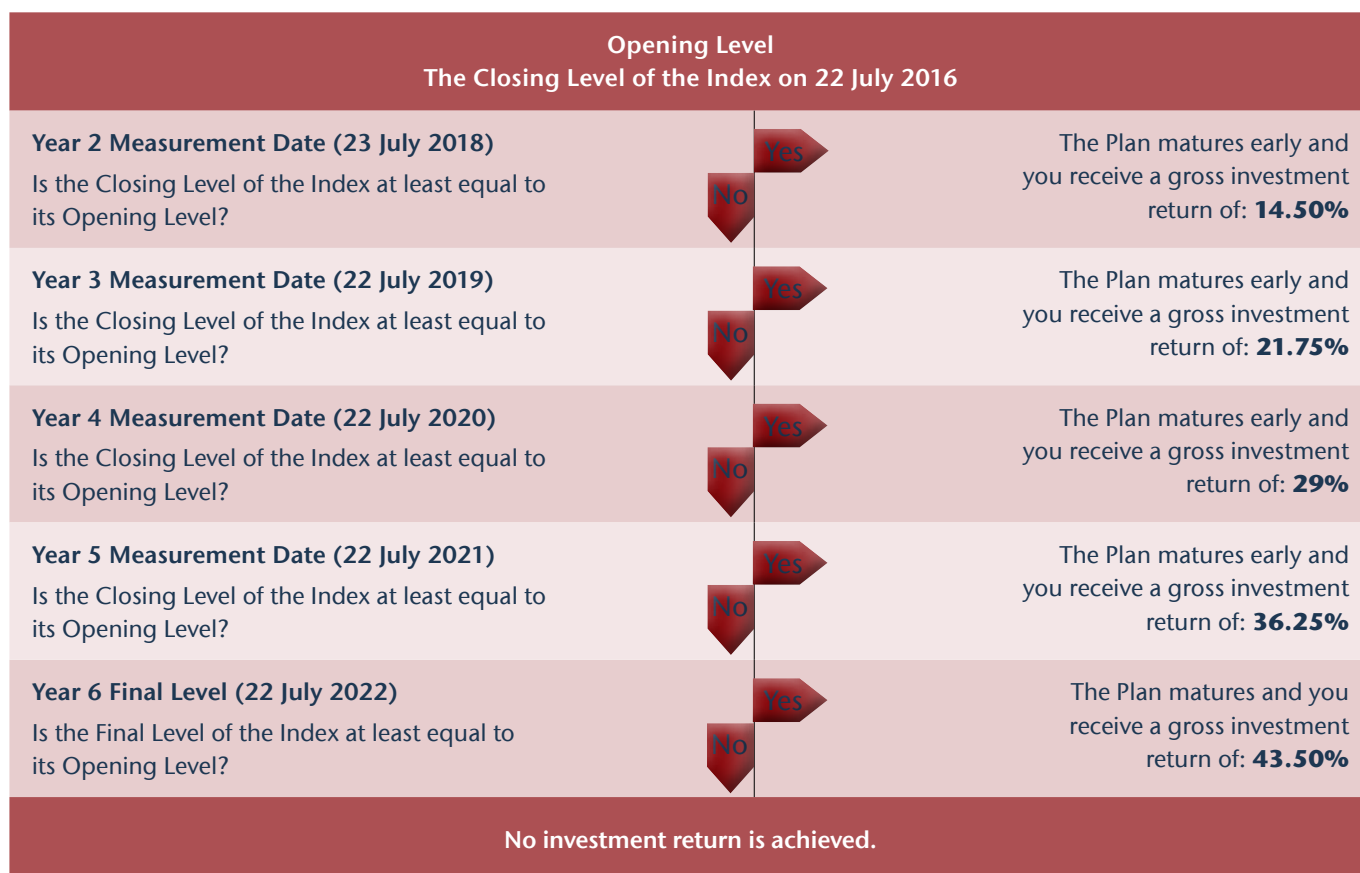 Opening Level
The Closing Level of the Index on 22 July 2016
Year 2 Measurement Date (23 July 2018)
Is the Closing Level of the Index at least equal to
its Opening Level?
Yes
No
The Plan matures early and
you receive a gross investment
return of: 14.50%
Year 3 Measurement Date (22 July 2019)
Is the Closing Level of the Index at least equal to
its Opening Level?
Yes
No
The Plan matures early and
you receive a gross investment
return of: 21.75%
Year 4 Measurement Date (22 July 2020)
Is the Closing Level of the Index at least equal to
its Opening Level?
Yes
No
The Plan matures early and
you receive a gross investment
return of: 29%
Year 5 Measurement Date (22 July 2021)
Is the Closing Level of the Index at least equal to
its Opening Level?
Yes
No
The Plan matures early and
you receive a gross investment
return of: 36.25%
Year 6 Final Level (22 July 2022)
Is the Final Level of the Index at least equal to
its Opening Level?
Yes
No
The Plan matures and you
receive a gross investment
return of: 43.50%
No investment return is achieved.